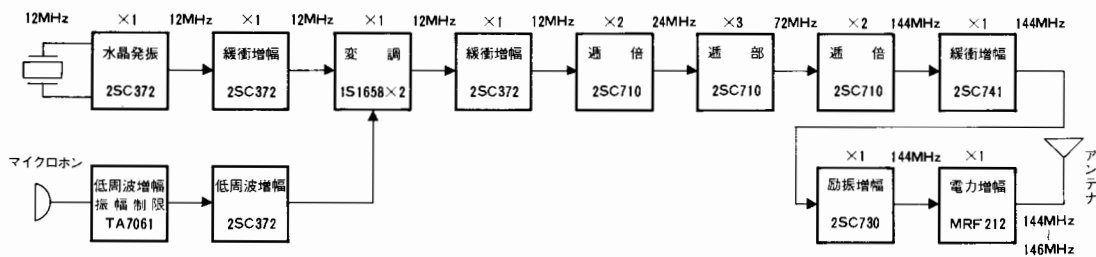 12MHz ×1 12MHz ×1 12MHz ×1 12MHz ×1 12MHz ×2 24MHz ×3 72MHz ×2 144MHz ×1 144MHz
水晶発振 緩衝増幅 変調 緩衝増幅 逓倍 逓部 逓倍 緩衝増幅
2SC372 2SC372 1S1658×2 2SC372 2SC710 2SC710 2SC710 2SC741
マイクロホン
低周波増幅
振幅制限
TA7061
低周波増幅
2SC372
×1 144MHz ×1
励振増幅 電力増幅
2SC730 MRF212
アンテナ
144MHz
~
146MHz